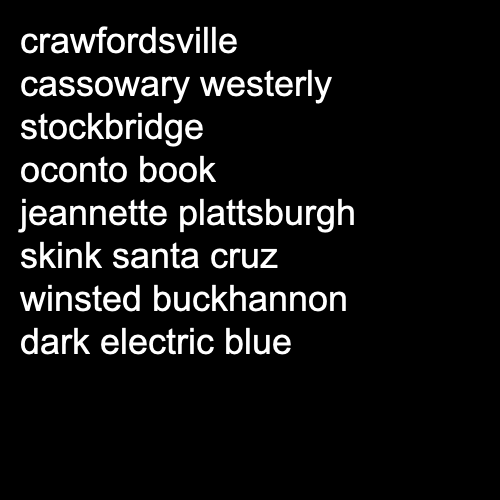 crawfordsville
cassowary westerly
stockbridge
oconto book
jeannette plattsburgh
skink santa cruz
winsted buckhannon
dark electric blue